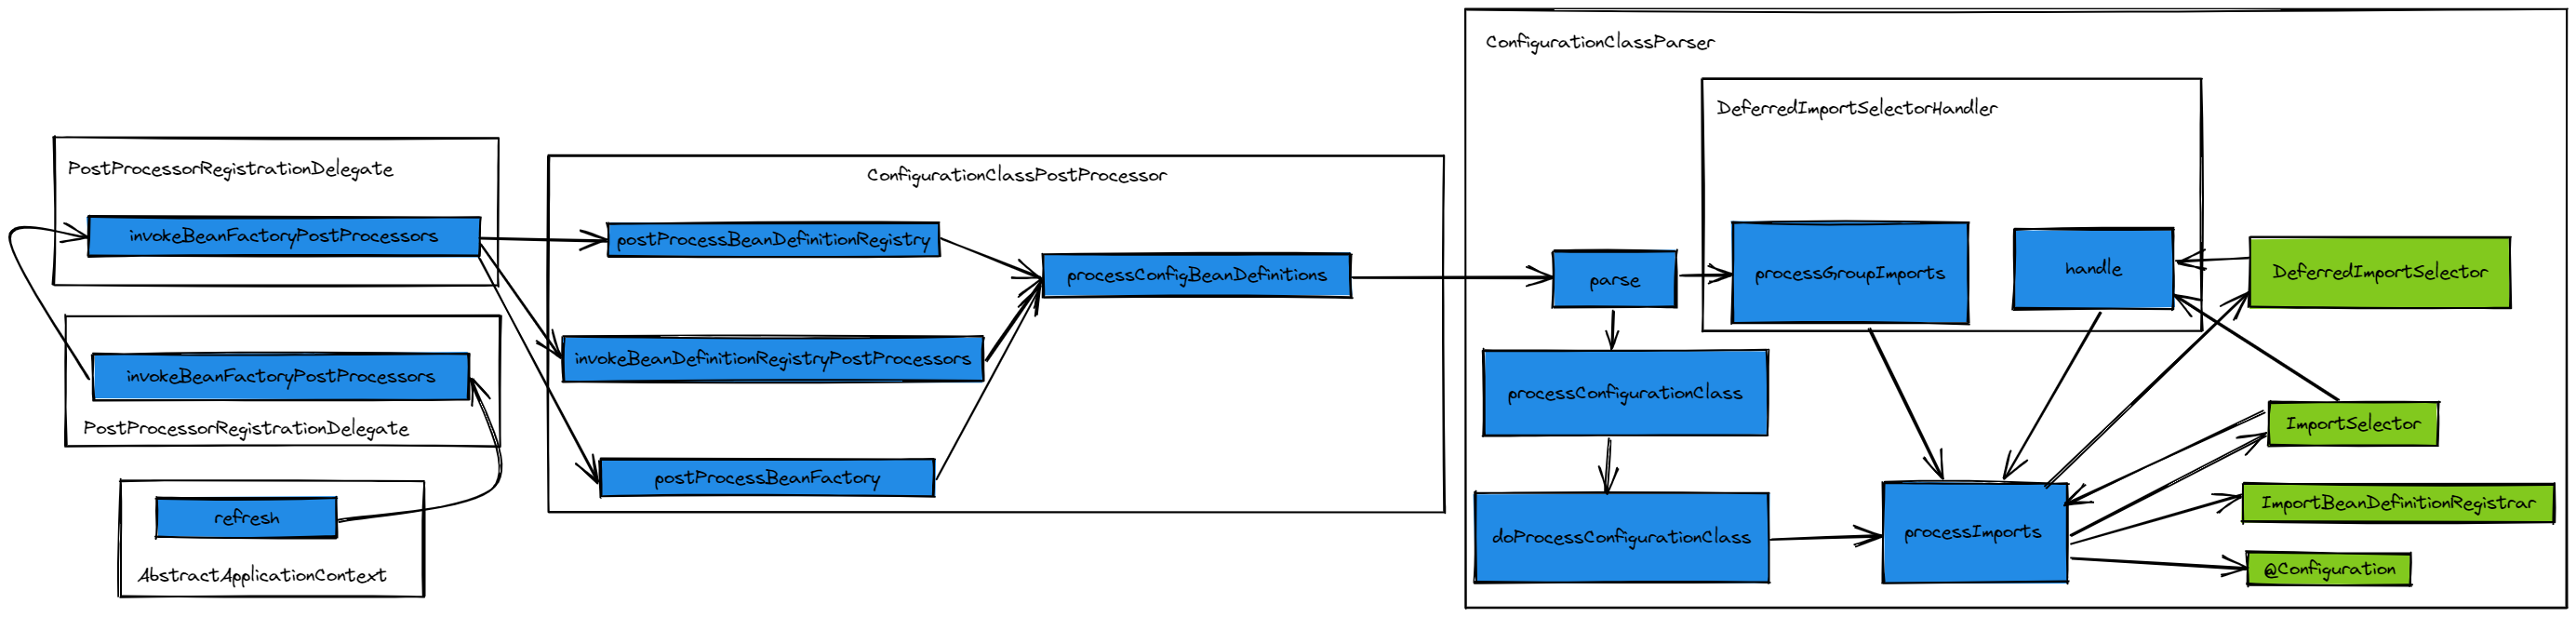 PostProcessorRegistrationDelegate
invokeBeanFactoryPostProcessors
invokeBeanFactoryPostProcessors
PostProcessorRegistrationDelegate
refresh
AbstractApplicationContext
ConfigurationClassPostProcessor
postProcessBeanDefinitionRegistry
processConfigBeanDefinitions
invokeBeanDefinitionRegistryPostProcessors
postProcessBeanFactory
ConfigurationClassParser
DeferredImportSelectorHandler
parse
processGroupImports
handle
DeferredImportSelector
processConfigurationClass
ImportSelector
doProcessConfigurationClass
processImports
ImportBeanDefinitionRegistrar
@Configuration